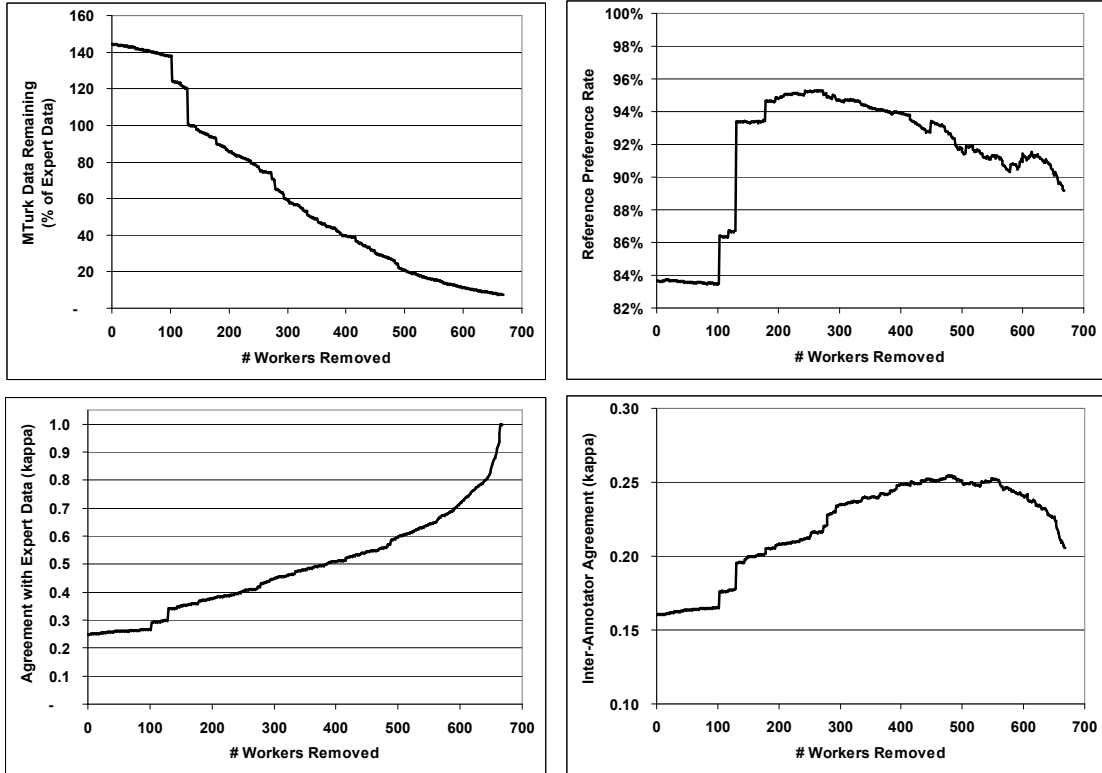 MTurk Data Remaining
(% of Expert Data)
160
140
120
100
80
60
40
20
-
0 100 200 300 400 500 600 700
# Workers Removed
Reference Preference Rate
100%
98%
96%
94%
92%
90%
88%
86%
84%
82%
0 100 200 300 400 500 600 700
# Workers Removed
Agreement with Expert Data (kappa)
1.0
0.9
0.8
0.7
0.6
0.5
0.4
0.3
0.2
0.1
-
0 100 200 300 400 500 600 700
# Workers Removed
Inter-Annotator Agreement (kappa)
0.30
0.25
0.20
0.15
0.10
0 100 200 300 400 500 600 700
# Workers Removed